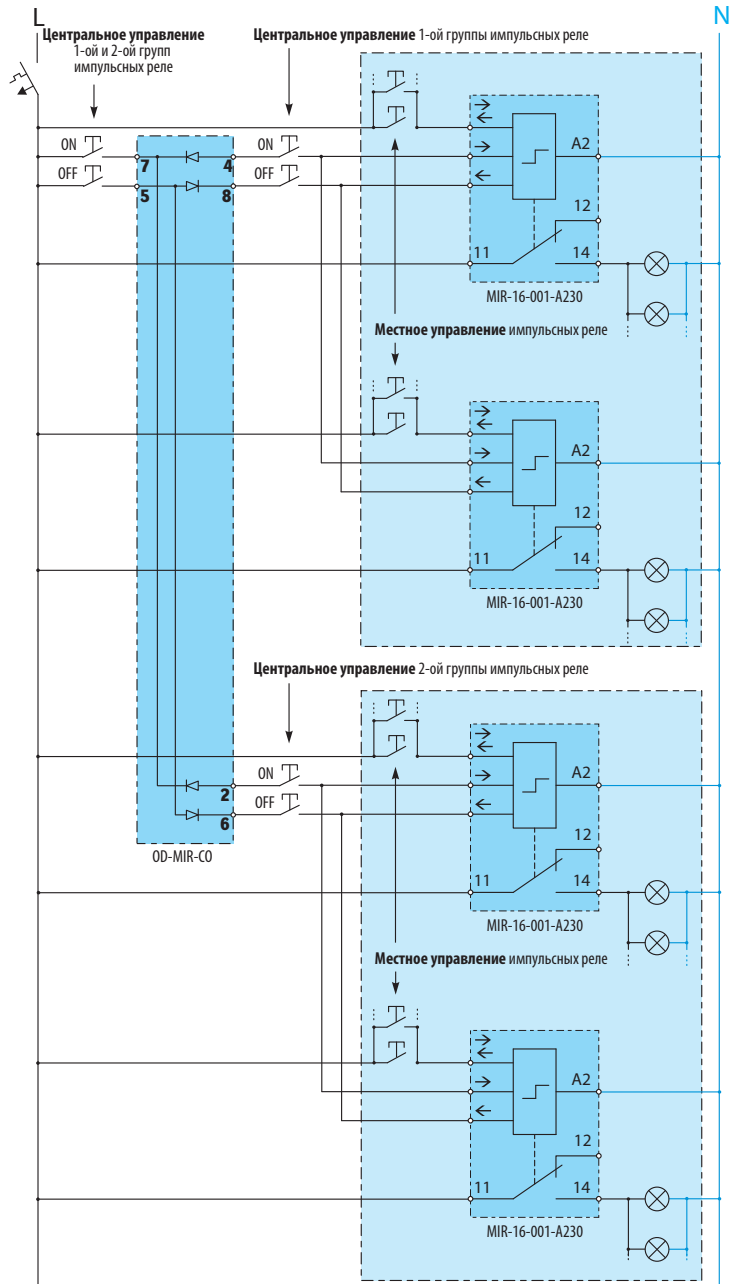 L
N
Центральное управление
1-ой и 2-ой групп
импульсных реле
Центральное управление 1-ой группы импульсных реле
ON
7
4
ON
A2
OFF
5
8
OFF
12
11
14
MIR-16-001-A230
Местное управление импульсных реле
A2
12
11
14
MIR-16-001-A230
Центральное управление 2-ой группы импульсных реле
ON
2
A2
OFF
6
12
OD-MIR-CO
11
14
MIR-16-001-A230
Местное управление импульсных реле
A2
12
11
14
MIR-16-001-A230